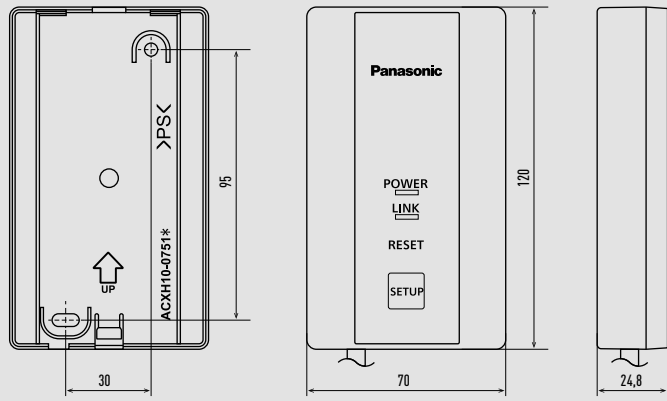 >PS<
95
ACXH10-0751*
UP
30
Panasonic
POWER
LINK
RESET
SETUP
120
70
24,8